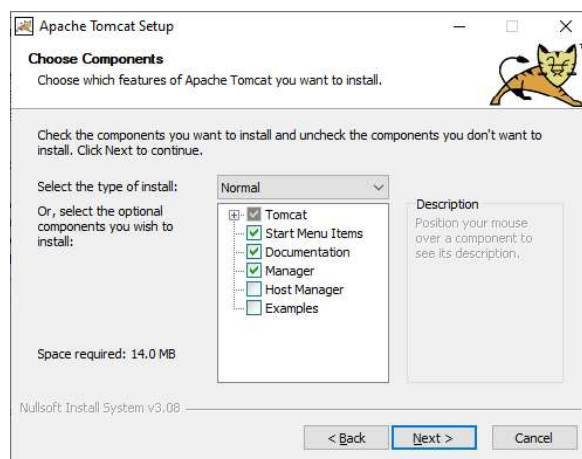 Apache Tomcat Setup
Choose Components
Choose which features of Apache Tomcat you want to install.
Check the components you want to install and uncheck the components you don't want to
install. Click Next to continue.
Select the type of install:
Normal
Or, select the optional
components you wish to
install:
Tomcat
Start Menu Items
Documentation
Manager
Host Manager
Examples
Description
Position your mouse
over a component to
see its description.
Space required: 14.0 MB
Nullsoft Install System v3.08
< Back
Next >
Cancel